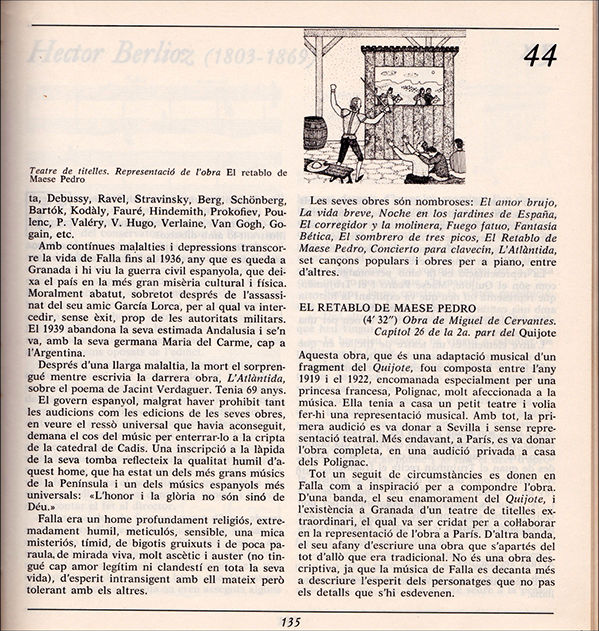 Hector Berlioz (1803-1869)
44
Teatre de titelles. Representació de l'obra El retablo de
Maese Pedro
ta, Debussy, Ravel, Stravinsky, Berg, Schönberg,
Bartók, Kodàly, Fauré, Hindemith, Prokofiev, Pou-
lenc, P. Valéry, V. Hugo, Verlaine, Van Gogh, Go-
gain, etc.
Amb contínues malalties i depressions transcor-
re la vida de Falla fins al 1936, any que es queda a
Granada i hi viu la guerra civil espanyola, que dei-
xa el país en la més gran misèria cultural i física.
Moralment abatut, sobretot després de l'assassi-
nat del seu amic García Lorca, per al qual va inter-
cedir, sense èxit, prop de les autoritats militars.
El 1939 abandona la seva estimada Andalusia i se'n
va, amb la seva germana Maria del Carme, cap a
l'Argentina.
Després d'una llarga malaltia, la mort el sorpren-
gué mentre escrivia la darrera obra, L'Atlàntida,
sobre el poema de Jacint Verdaguer. Tenia 69 anys.
El govern espanyol, malgrat haver prohibit tant
les audicions com les edicions de les seves obres,
en veure el ressò universal que havia aconseguit,
demana el cos del músic per enterrar-lo a la cripta
de la catedral de Cadis. Una inscripció a la làpida
de la seva tomba reflecteix la qualitat humil d'a-
quest home, que ha estat un dels més grans músics
de la Península i un dels músics espanyols més
universals: «L'honor i la glòria no són sinó de
Déu.»
Falla era un home profundament religiós, extre-
madament humil, meticulós, sensible, una mica
misteriós, tímid, de bigotis gruixuts i de poca pa-
raula, de mirada viva, molt ascètic i auster (no tin-
gué cap amor legítim ni clandestí en tota la seva
vida), d'esperit intransigent amb ell mateix però
tolerant amb els altres.
Les seves obres són nombroses: El amor brujo,
La vida breve, Noche en los jardines de España,
El corregidor y la molinera, Fuego fatuo, Fantasía
Bética, El sombrero de tres picos, El Retablo de
Maese Pedro, Concierto para clavecín, L'Atlàntida,
set cançons populars i obres per a piano, entre
d'altres.
EL RETABLO DE MAESE PEDRO
(4' 32") Obra de Miguel de Cervantes.
Capítol 26 de la 2a. part del Quijote
Aquesta obra, que és una adaptació musical d'un
fragment del Quijote, fou composta entre l'any
1919 i el 1922, encomanada especialment per una
princesa francesa, Polignac, molt afeccionada a la
música. Ella tenia a casa un petit teatre i volia
fer-hi una representació musical. Amb tot, la pri-
mera audició es va donar a Sevilla i sense repre-
sentació teatral. Més endavant, a París, es va donar
l'obra completa, en una audició privada a casa
dels Polignac.
Tot un seguit de circumstàncies es donen en
Falla com a inspiració per a compondre l'obra.
D'una banda, el seu enamorament del Quijote, i
l'existència a Granada d'un teatre de titelles ex-
traordinari, el qual va ser cridat per a col·laborar
en la representació de l'obra a París. D'altra banda,
el seu afany d'escriure una obra que s'apartés del
tot d'allò que era tradicional. No és una obra des-
criptiva, ja que la música de Falla es decanta més
a descriure l'esperit dels personatges que no pas
els detalls que s'hi esdevenen.
135